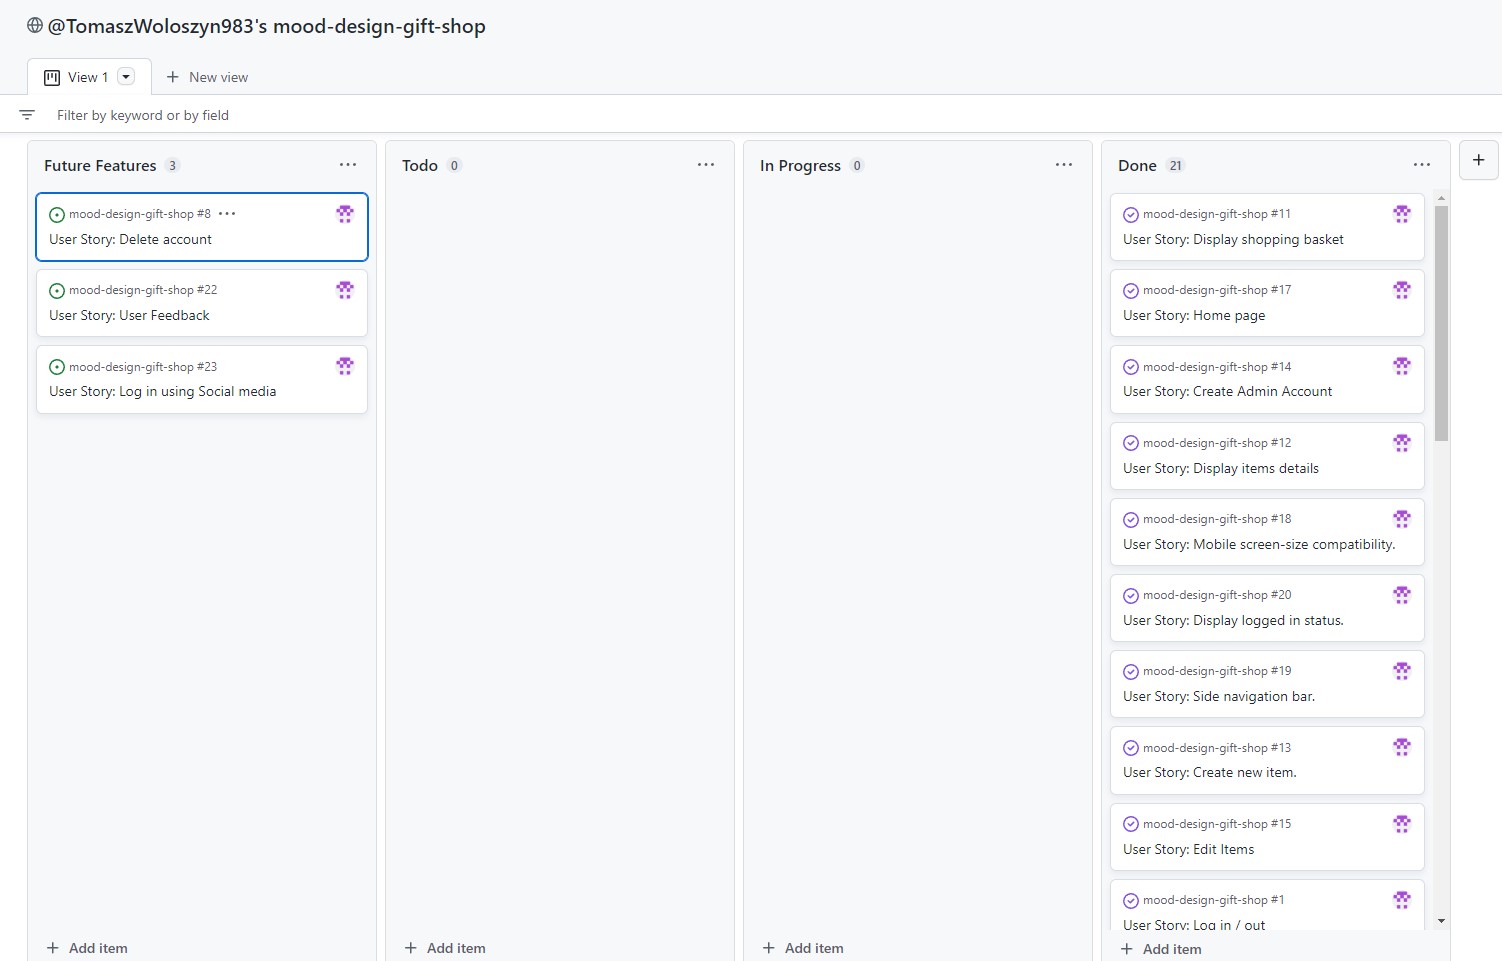 @TomaszWoloszyn983's mood-design-gift-shop
View 1
New view
Filter by keyword or by field
Future Features 3
mood-design-gift-shop #8
User Story: Delete account
mood-design-gift-shop #22
User Story: User Feedback
mood-design-gift-shop #23
User Story: Log in using Social media
Add item
Todo 0
Add item
In Progress 0
Add item
Done 21
mood-design-gift-shop #11
User Story: Display shopping basket
mood-design-gift-shop #17
User Story: Home page
mood-design-gift-shop #14
User Story: Create Admin Account
mood-design-gift-shop #12
User Story: Display items details
mood-design-gift-shop #18
User Story: Mobile screen-size compatibility.
mood-design-gift-shop #20
User Story: Display logged in status.
mood-design-gift-shop #19
User Story: Side navigation bar.
mood-design-gift-shop #13
User Story: Create new item.
mood-design-gift-shop #15
User Story: Edit Items
mood-design-gift-shop #1
User Story: Log in / out
Add item